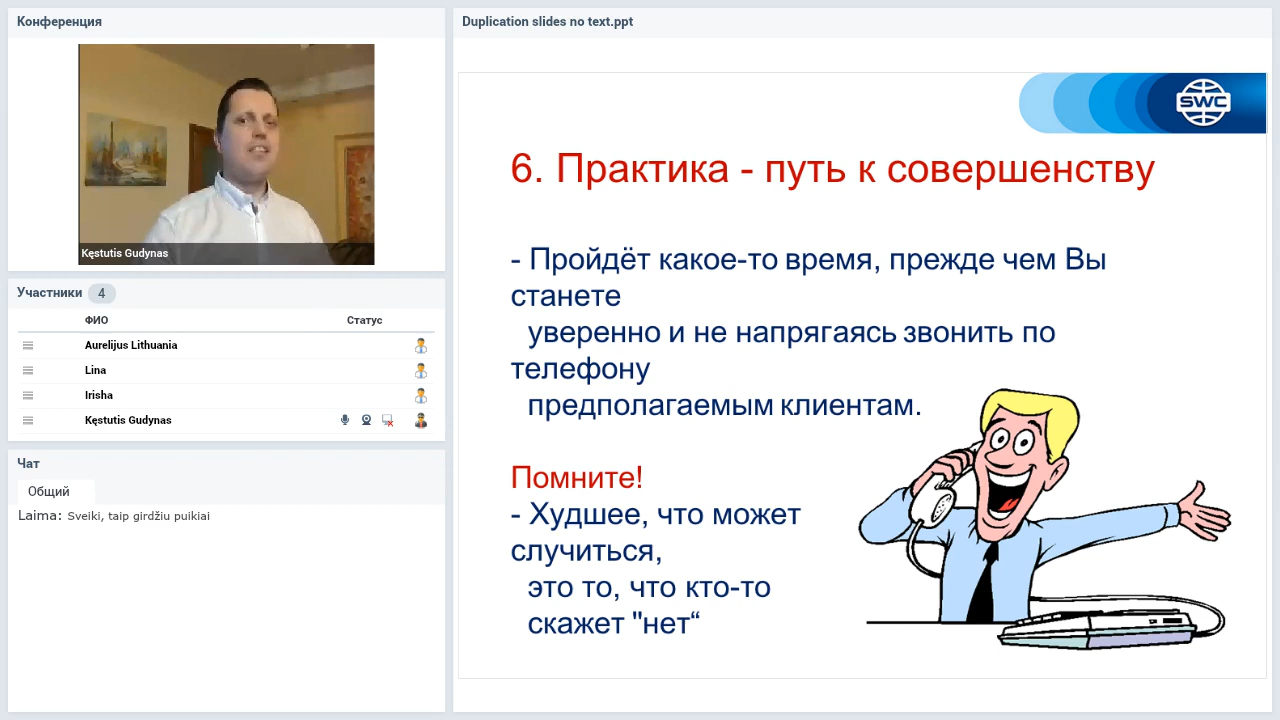 Конференция
Kęstutis Gudynas
Участники 4
ФИО Статус
Aurelijus Lithuania
Lina
Irisha
Kęstutis Gudynas
Чат
Общий
Laima: Sveiki, taip girdžiu puikiai
Duplication slides no text.ppt
SWC
6. Практика - путь к совершенству
- Пройдёт какое-то время, прежде чем Вы
станете
уверенно и не напрягаясь звонить по
телефону
предполагаемым клиентам.
Помните!
- Худшее, что может
случиться,
это то, что кто-то
скажет "нет“